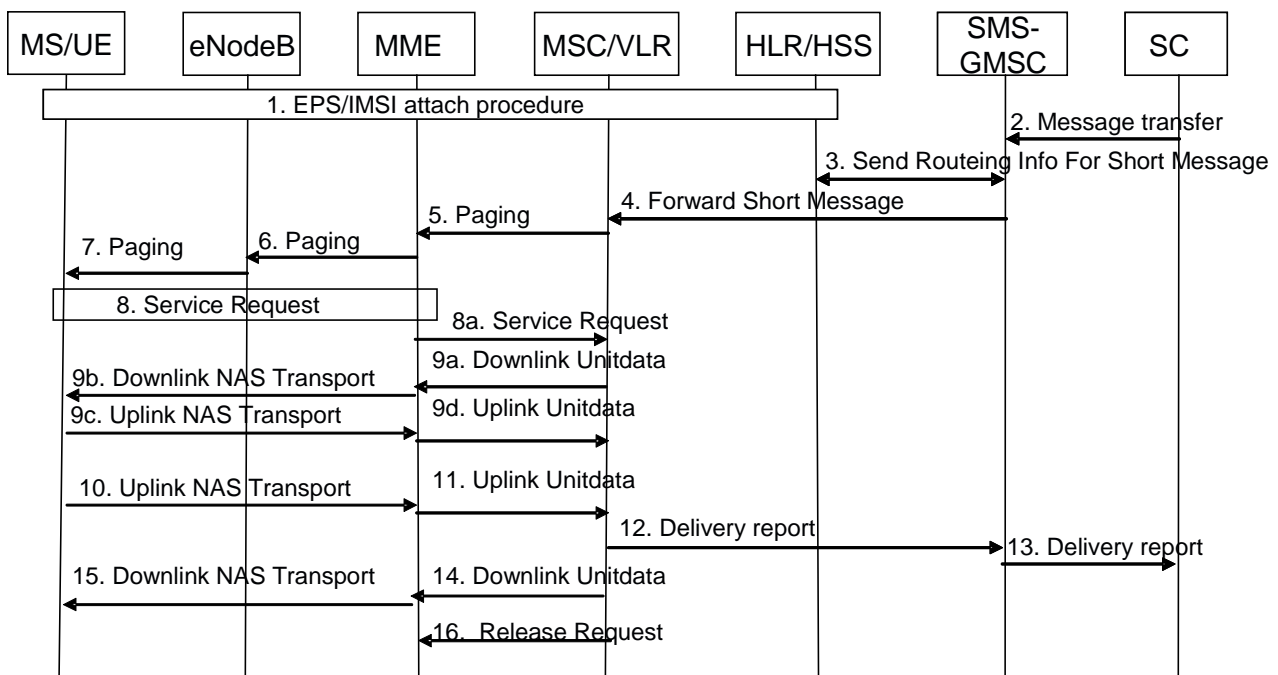 MS/UE
eNodeB
MME
MSC/VLR
HLR/HSS
SMS-
GMSC
SC
1. EPS/IMSI attach procedure
2. Message transfer
3. Send Routeing Info For Short Message
4. Forward Short Message
5. Paging
6. Paging
7. Paging
8. Service Request
8a. Service Request
9a. Downlink Unitdata
9b. Downlink NAS Transport
9c. Uplink NAS Transport
9d. Uplink Unitdata
10. Uplink NAS Transport
11. Uplink Unitdata
12. Delivery report
13. Delivery report
15. Downlink NAS Transport
14. Downlink Unitdata
16. Release Request